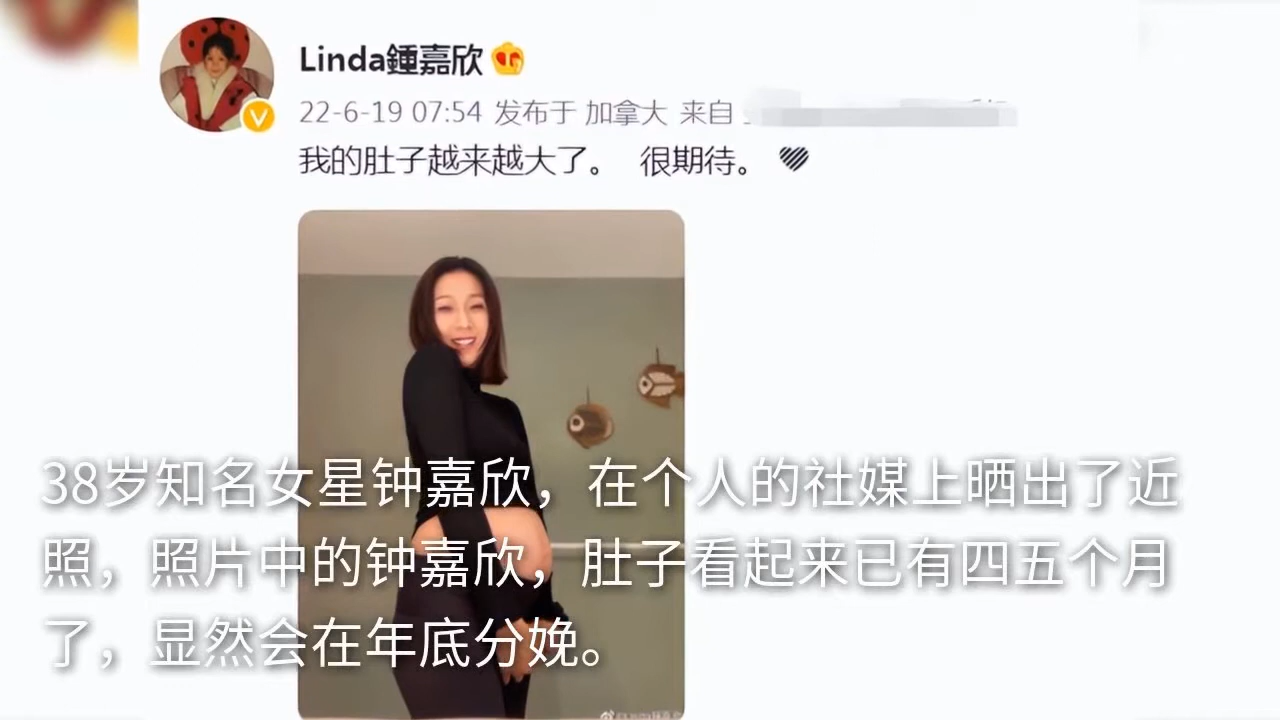 Linda鍾嘉欣
22-6-19 07:54 发布于 加拿大 来自
我的肚子越来越大了。 很期待。
38岁知名女星钟嘉欣，在个人的社媒上晒出了近
照，照片中的钟嘉欣，肚子看起来已有四五个月
了，显然会在年底分娩。